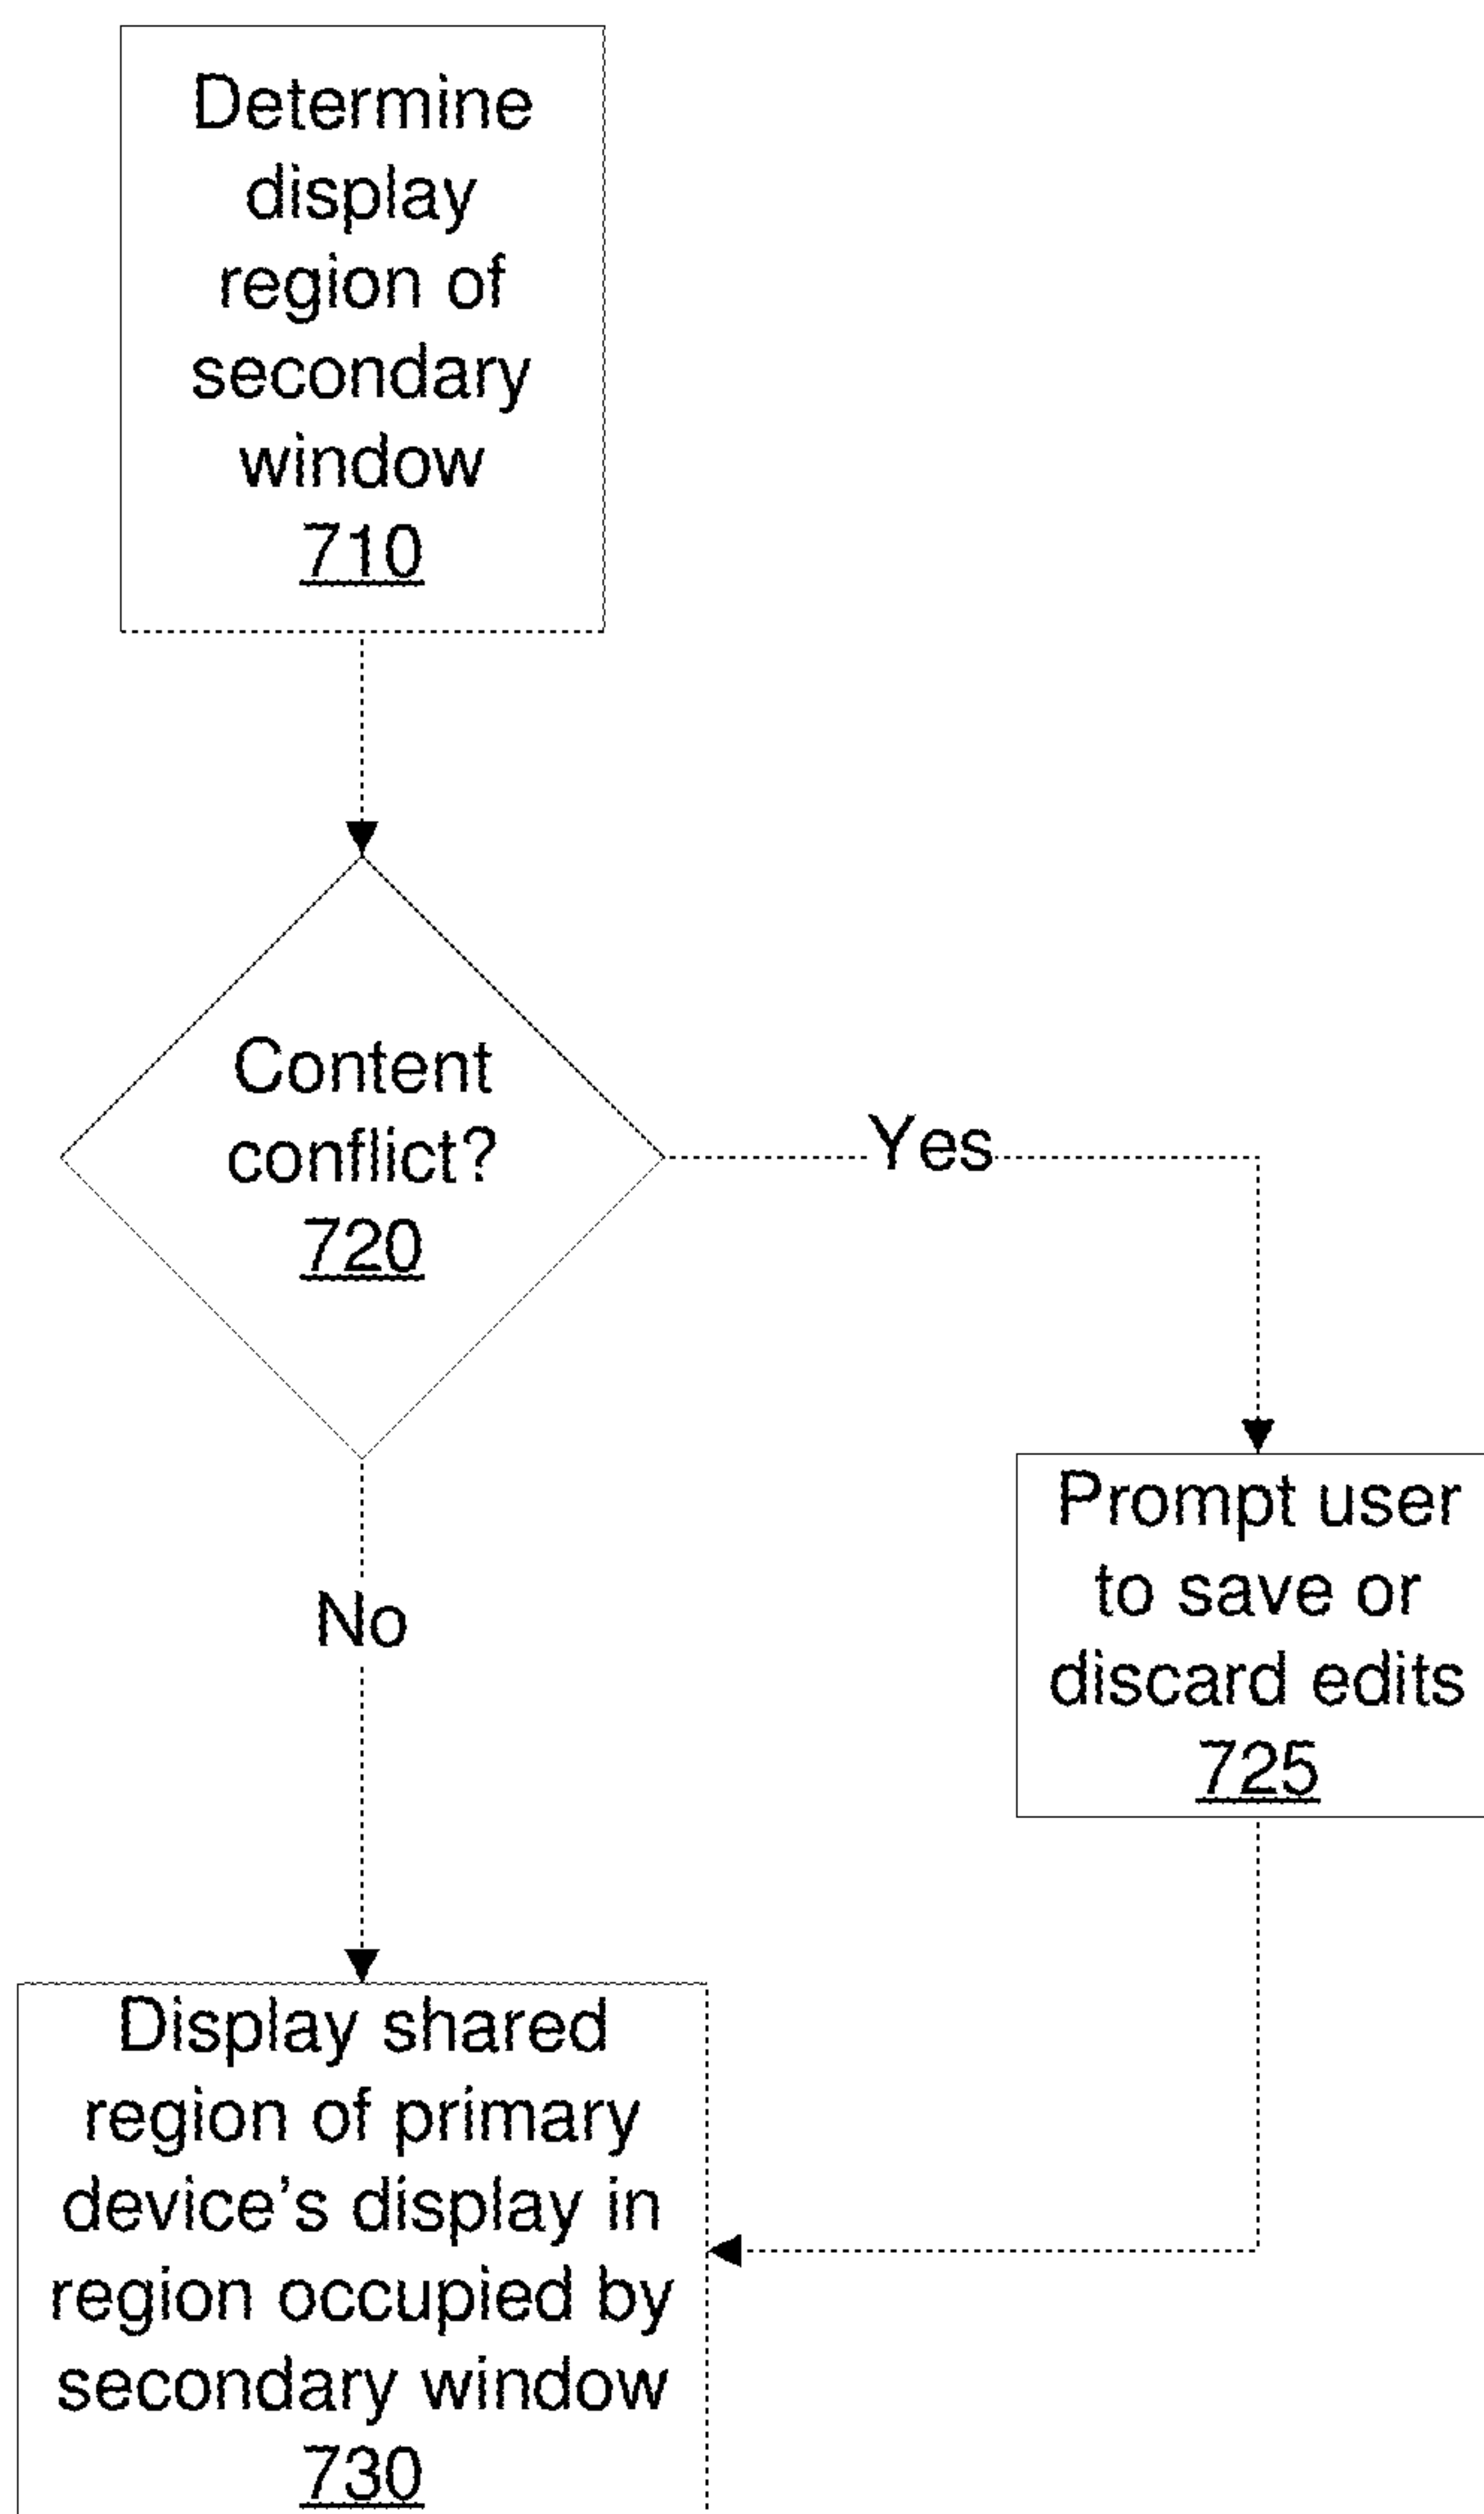 Determine
display
region of
secondary
window
710
Content
conflict?
720
Yes
No
Prompt user
to save or
discard edits
725
Display shared
region of primary
device's display in
region occupied by
secondary window
730